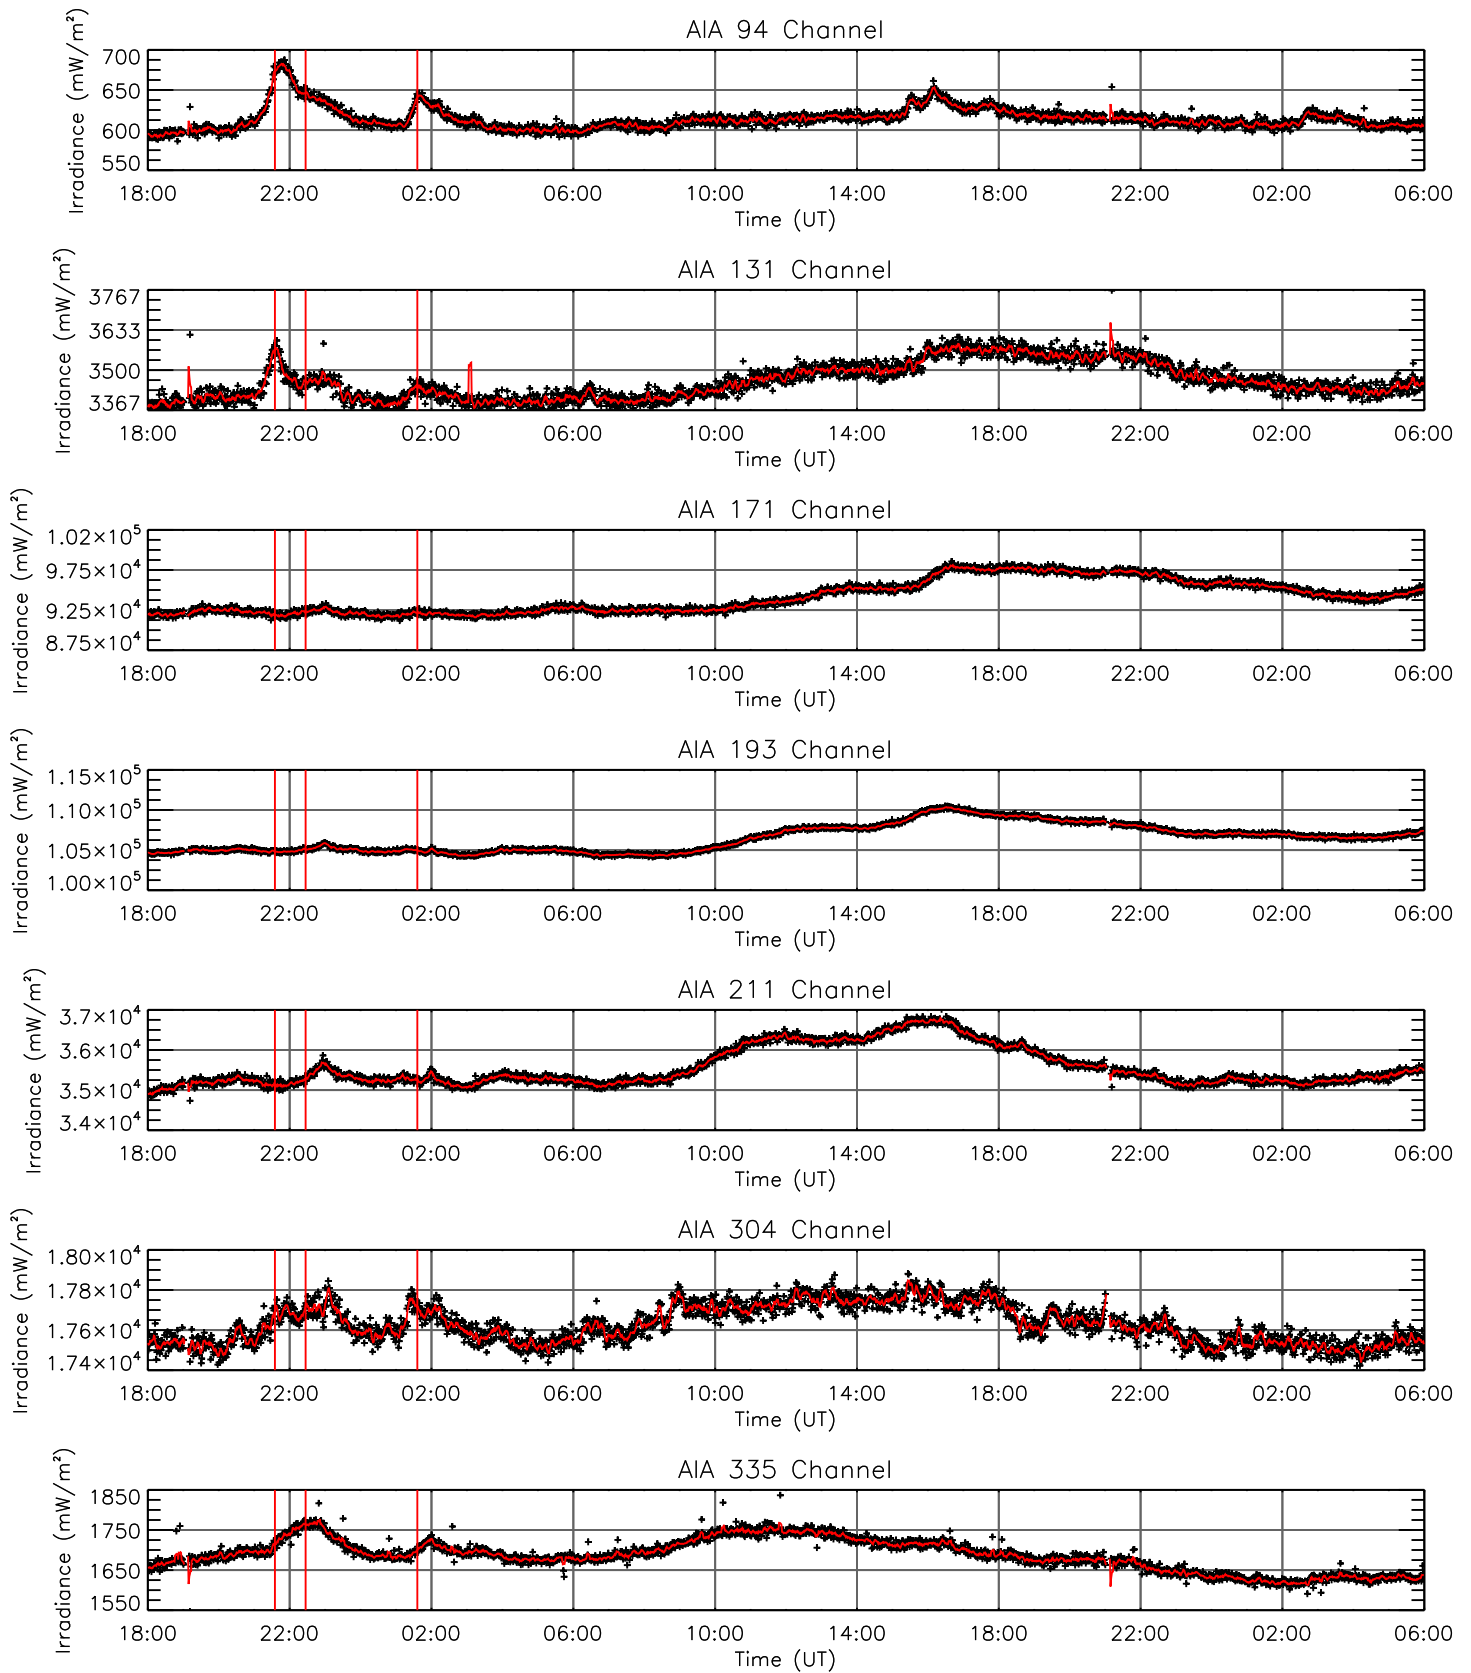 AIA 94 Channel
Irradiance (mW/m²)
700
650
600
550
18:00 22:00 02:00 06:00 10:00 14:00 18:00 22:00 02:00 06:00
Time (UT)
AIA 131 Channel
Irradiance (mW/m²)
3767
3633
3500
3367
18:00 22:00 02:00 06:00 10:00 14:00 18:00 22:00 02:00 06:00
Time (UT)
AIA 171 Channel
Irradiance (mW/m²)
1.02×10⁵
9.75×10⁴
9.25×10⁴
8.75×10⁴
18:00 22:00 02:00 06:00 10:00 14:00 18:00 22:00 02:00 06:00
Time (UT)
AIA 193 Channel
Irradiance (mW/m²)
1.15×10⁵
1.10×10⁵
1.05×10⁵
1.00×10⁵
18:00 22:00 02:00 06:00 10:00 14:00 18:00 22:00 02:00 06:00
Time (UT)
AIA 211 Channel
Irradiance (mW/m²)
3.7×10⁴
3.6×10⁴
3.5×10⁴
3.4×10⁴
18:00 22:00 02:00 06:00 10:00 14:00 18:00 22:00 02:00 06:00
Time (UT)
AIA 304 Channel
Irradiance (mW/m²)
1.80×10⁴
1.78×10⁴
1.76×10⁴
1.74×10⁴
18:00 22:00 02:00 06:00 10:00 14:00 18:00 22:00 02:00 06:00
Time (UT)
AIA 335 Channel
Irradiance (mW/m²)
1850
1750
1650
1550
18:00 22:00 02:00 06:00 10:00 14:00 18:00 22:00 02:00 06:00
Time (UT)